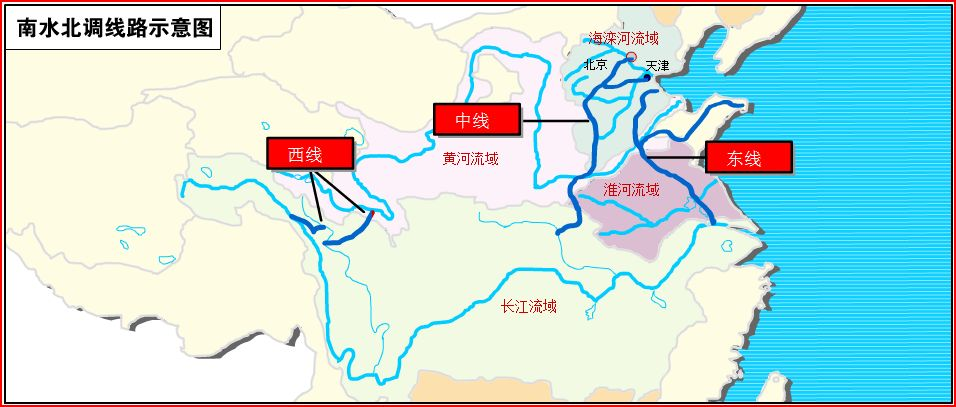 南水北调线路示意图
海滦河流域
北京
天津
中线
西线
黄河流域
东线
淮河流域
长江流域